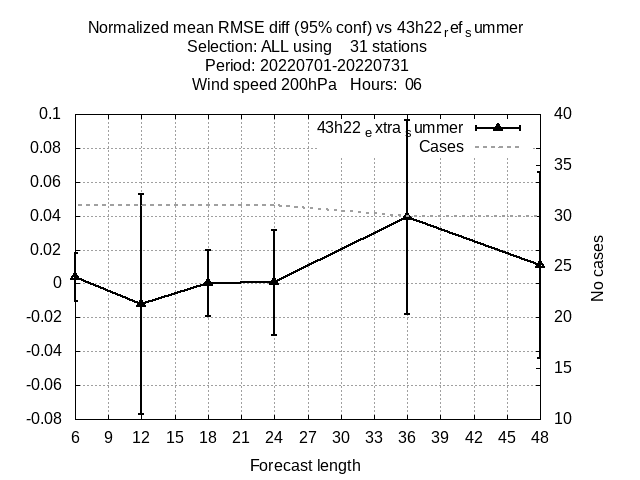 Normalized mean RMSE diff (95% conf) vs 43h22refsummer
Selection: ALL using 31 stations
Period: 20220701-20220731
Wind speed 200hPa Hours: 06
43h22extrasummer
Cases
0.1
0.08
0.06
0.04
0.02
0
-0.02
-0.04
-0.06
-0.08
40
35
30
25
20
15
10
No cases
6 9 12 15 18 21 24 27 30 33 36 39 42 45 48
Forecast length